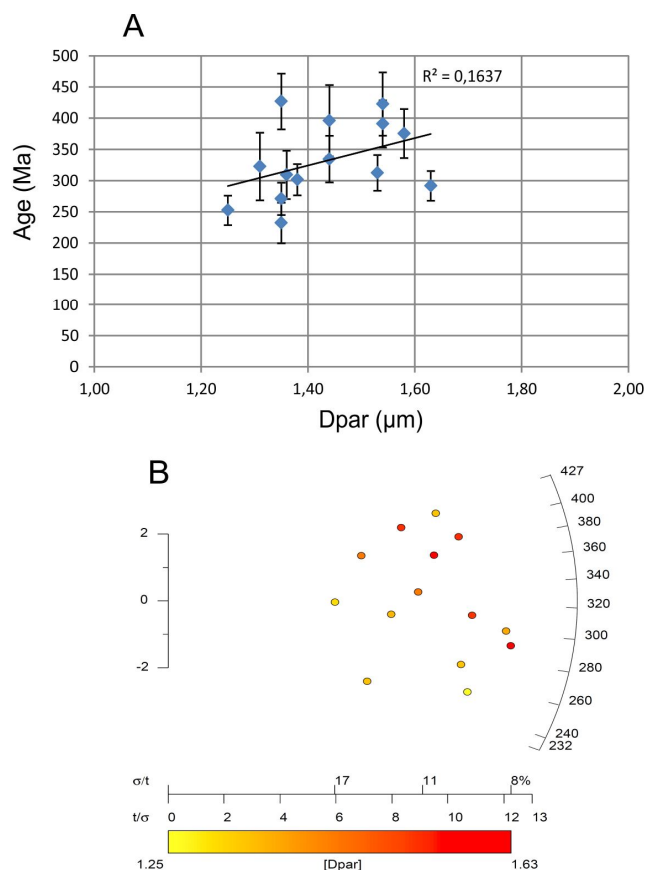 A
500
450
400
350
300
250
200
150
100
50
0
Age (Ma)
R² = 0,1637
1,00 1,20 1,40 1,60 1,80 2,00
Dpar (µm)
B
2
0
-2
427
400
380
360
340
320
300
280
260
240
232
σ/t 17 11 8%
t/σ 0 2 4 6 8 10 12 13
1.25 [Dpar] 1.63